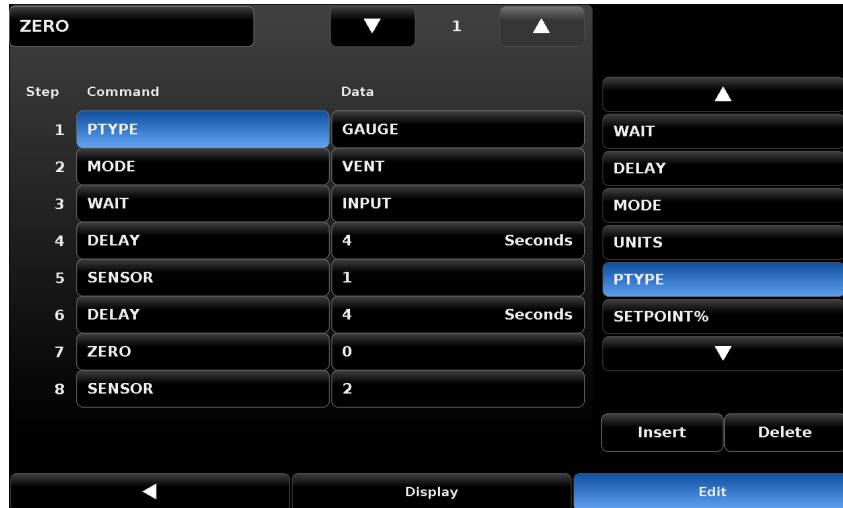 ZERO ▼ 1 ▲
Step Command Data
1 PTYPE GAUGE
2 MODE VENT
3 WAIT INPUT
4 DELAY 4 Seconds
5 SENSOR 1
6 DELAY 4 Seconds
7 ZERO 0
8 SENSOR 2
▲
WAIT
DELAY
MODE
UNITS
PTYPE
SETPOINT%
▼
Insert Delete
◀ Display Edit